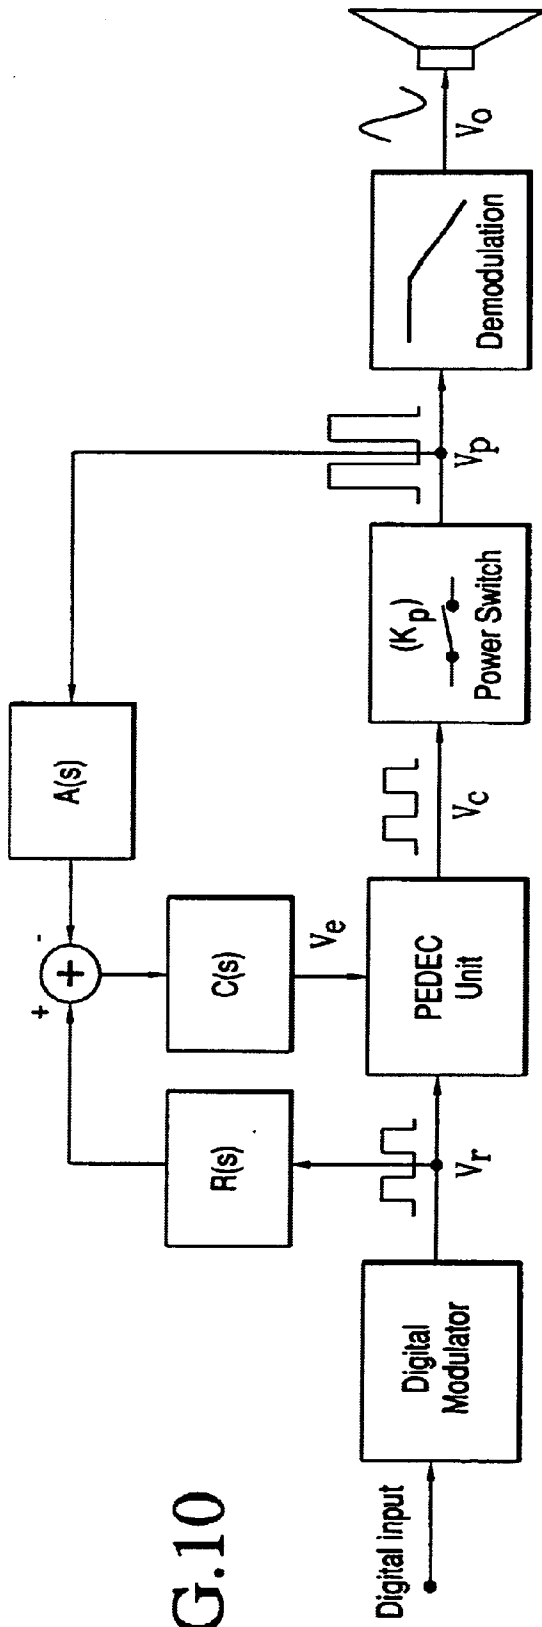 G.10
Digital input
Digital
Modulator
Vr
R(s)
+
-
+
A(s)
C(s)
Ve
PEDEC
Unit
Vc
(Kp)
Power Switch
Vp
Demodulation
Vo